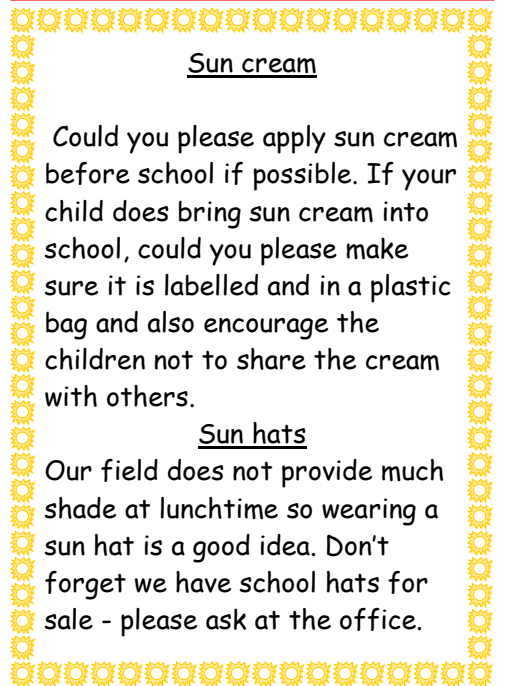 Sun cream
Could you please apply sun cream
before school if possible. If your
child does bring sun cream into
school, could you please make
sure it is labelled and in a plastic
bag and also encourage the
children not to share the cream
with others.
Sun hats
Our field does not provide much
shade at lunchtime so wearing a
sun hat is a good idea. Don’t
forget we have school hats for
sale - please ask at the office.